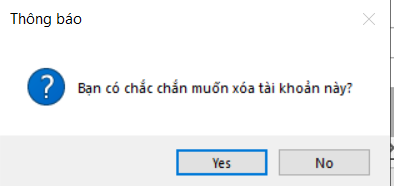 Thông báo
Bạn có chắc chắn muốn xóa tài khoản này?
Yes
No